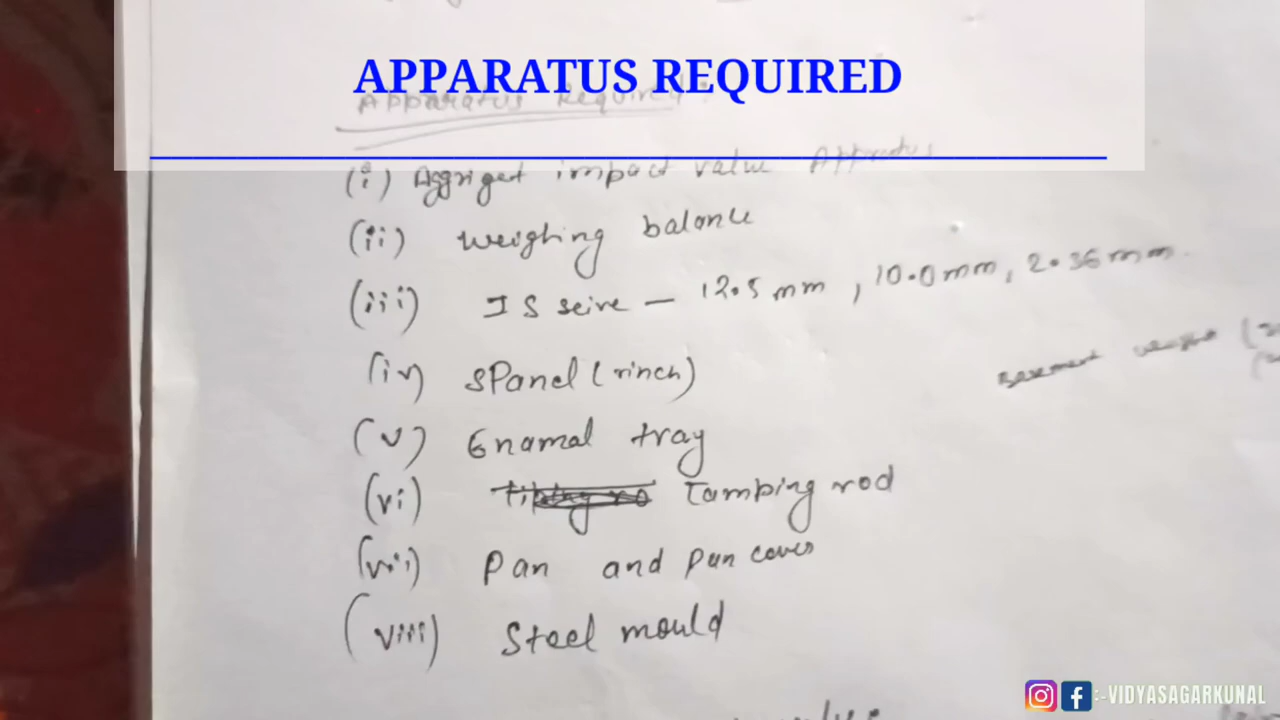 APPARATUS REQUIRED
Apparatus Required:
(i) Aggriget impact value Apparatus
(ii) weighing balance
(iii) IS seive — 12.5 mm, 10.0 mm, 2.36 mm.
(iv) sPanel (rinch)
Basement weight
(v) Enamal tray
(vi) Tamping rod
(vii) Pan and Pan cover
(viii) Steel mould
:-VIDYASAGARKUNAL